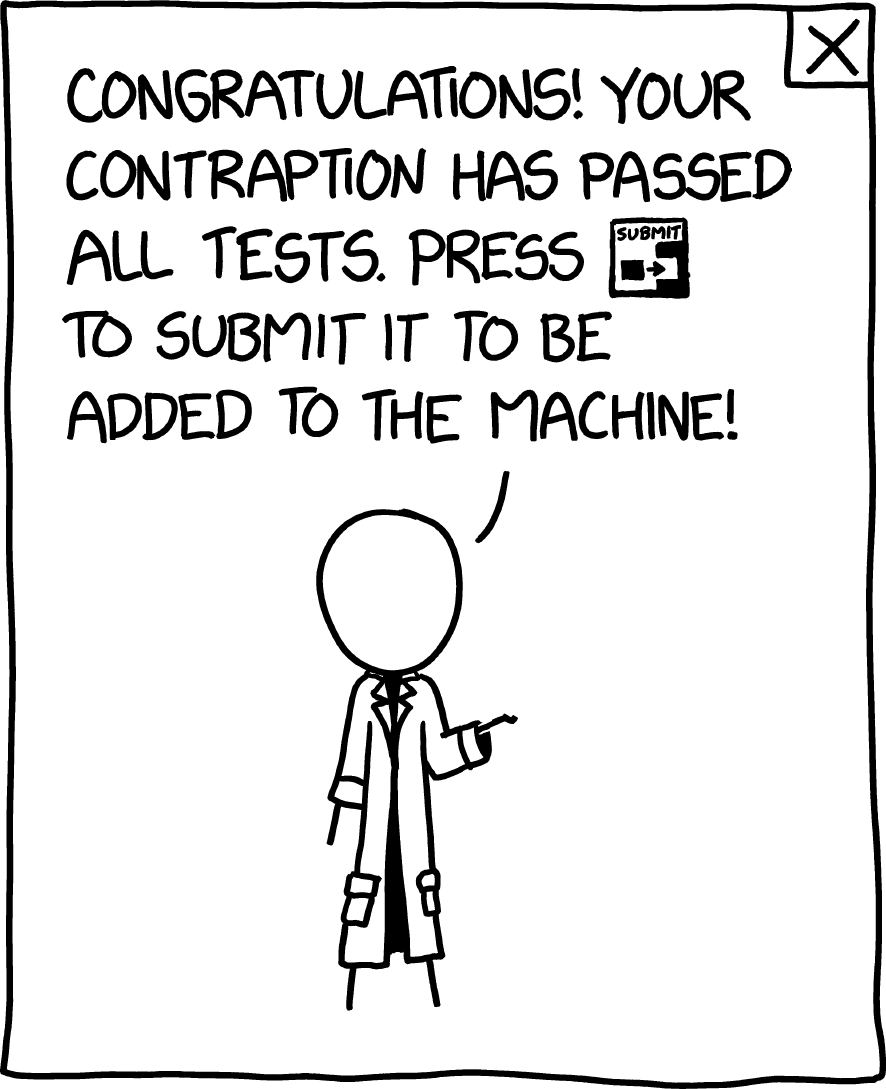 CONGRATULATIONS! YOUR
CONTRAPTION HAS PASSED
ALL TESTS. PRESS SUBMIT
TO SUBMIT IT TO BE
ADDED TO THE MACHINE!